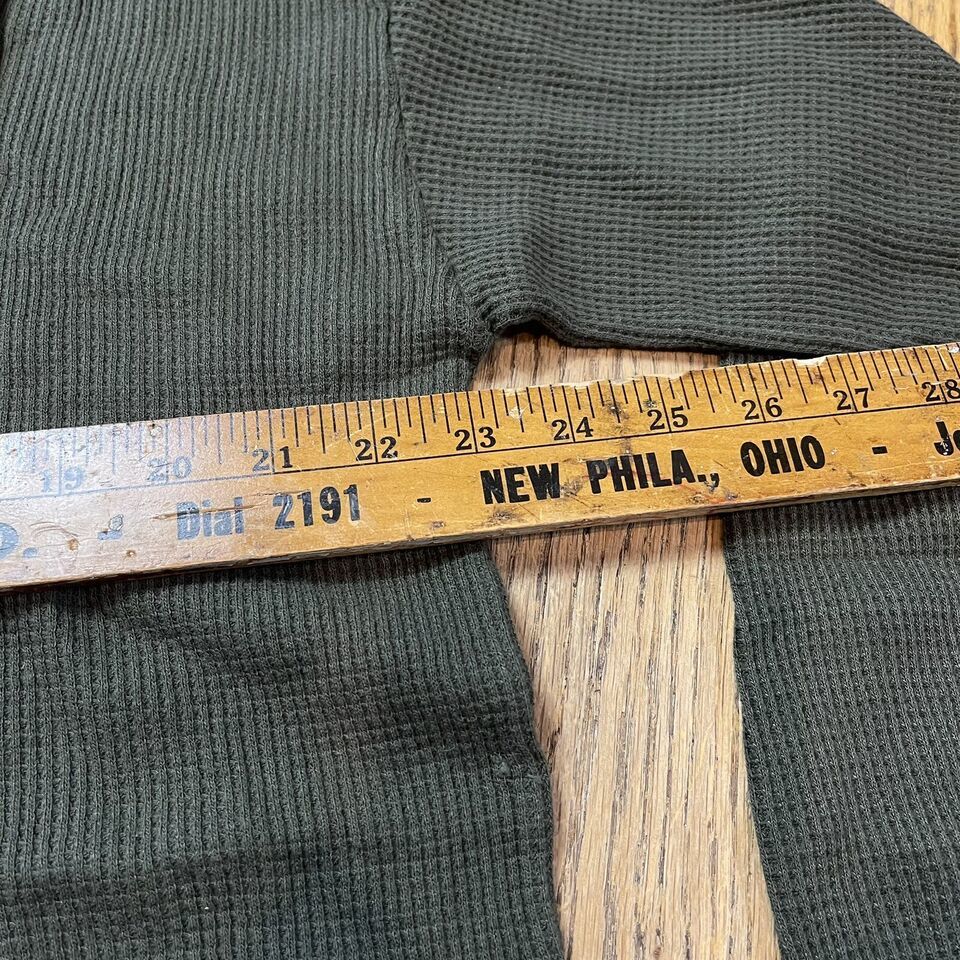 19 20 21 22 23 24 25 26 27 28
Dial 2191 - NEW PHILA., OHIO -